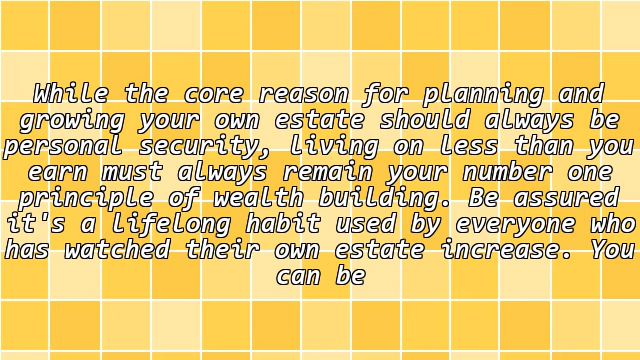 While the core reason for planning and
growing your own estate should always be
personal security, living on less than you
earn must always remain your number one
principle of wealth building. Be assured
it's a lifelong habit used by everyone who
has watched their own estate increase. You
can be